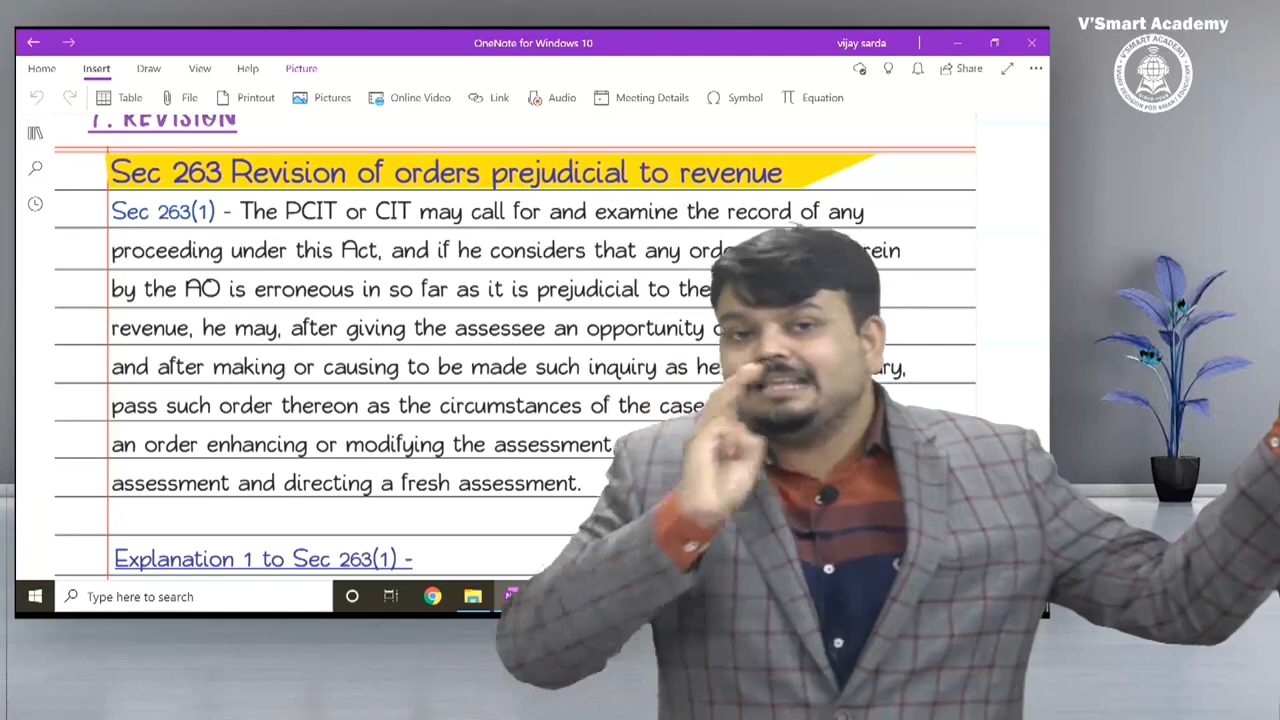 V'Smart Academy
OneNote for Windows 10
vijay sarda
Home Insert Draw View Help Picture
Share
Table File Printout Pictures Online Video Link Audio Meeting Details Symbol Equation
7. REVISION
Sec 263 Revision of orders prejudicial to revenue
Sec 263(1) - The PCIT or CIT may call for and examine the record of any
proceeding under this Act, and if he considers that any
by the AO is erroneous in so far as it is prejudicial to the
revenue, he may, after giving the assessee an opportunity
and after making or causing to be made such inquiry as he
pass such order thereon as the circumstances of the case
an order enhancing or modifying the assessment
assessment and directing a fresh assessment.
Explanation 1 to Sec 263(1) -
Type here to search